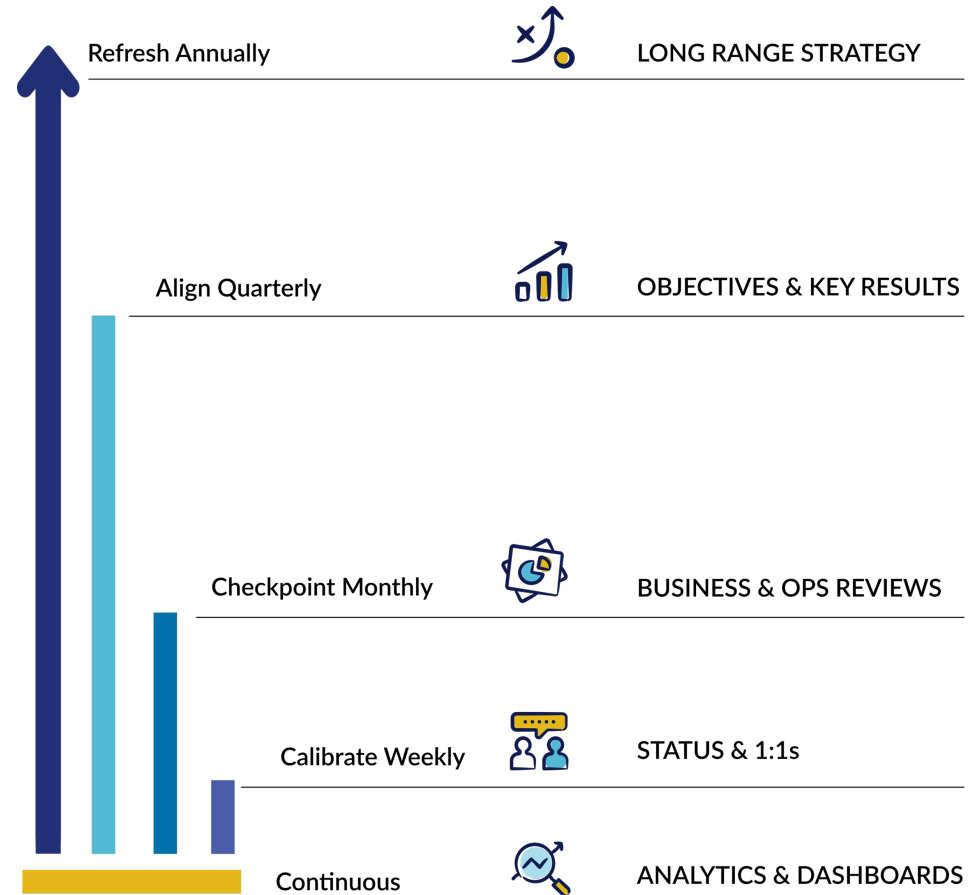 Refresh Annually
LONG RANGE STRATEGY
Align Quarterly
OBJECTIVES & KEY RESULTS
Checkpoint Monthly
BUSINESS & OPS REVIEWS
Calibrate Weekly
STATUS & 1:1s
Continuous
ANALYTICS & DASHBOARDS